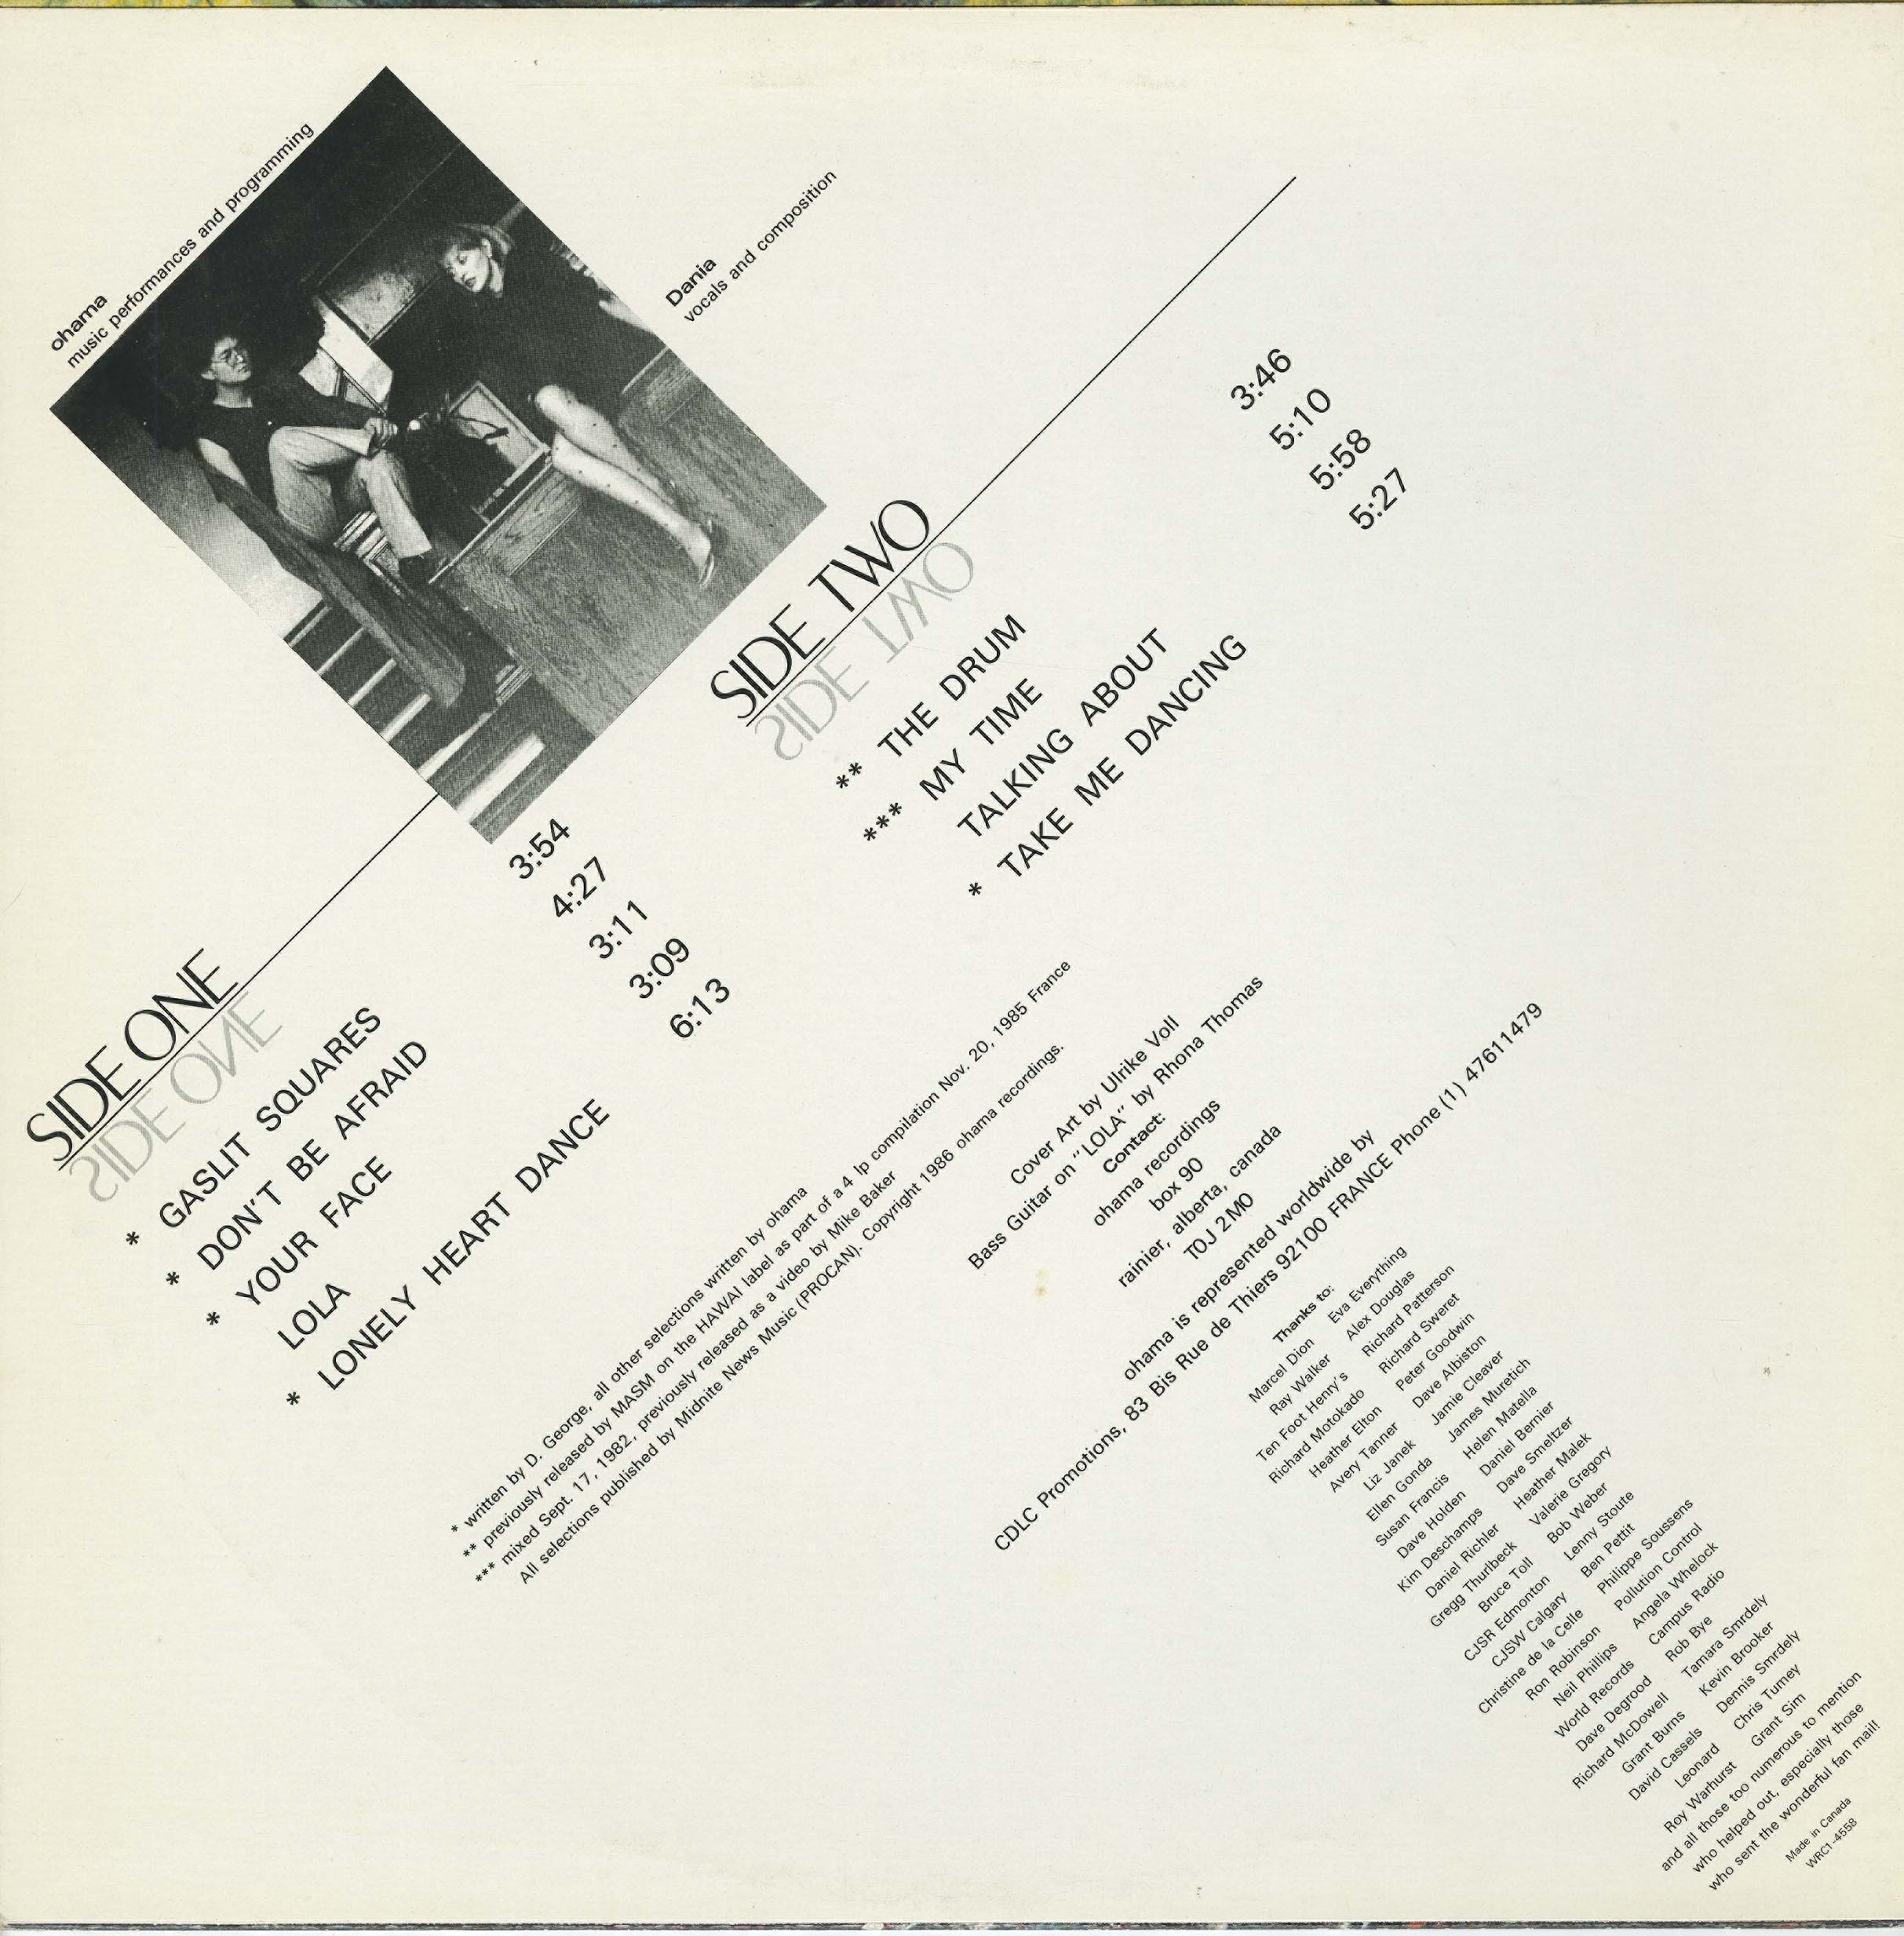 ohama
music performances and programming
Dania
vocals and composition
SIDE ONE
SIDE ONE
* GASLIT SQUARES 3:54
* DON'T BE AFRAID 4:27
* YOUR FACE 3:11
LOLA 3:09
* LONELY HEART DANCE 6:13
SIDE TWO
SIDE TWO
** THE DRUM 3:46
*** MY TIME 5:10
TALKING ABOUT 5:58
* TAKE ME DANCING 5:27
* written by D. George, all other selections written by ohama
** previously released by MASM on the HAWAI label as part of a 4 lp compilation Nov. 20, 1985 France
*** mixed Sept. 17, 1982, previously released as a video by Mike Baker
All selections published by Midnite News Music (PROCAN). Copyright 1986 ohama recordings.
Cover Art by Ulrike Voll
Bass Guitar on "LOLA" by Rhona Thomas
Contact:
ohama recordings
box 90
rainier, alberta, canada
T0J 2M0
ohama is represented worldwide by
CDLC Promotions, 83 Bis Rue de Thiers 92100 FRANCE Phone (1) 47611479
Thanks to:
Marcel Dion Eva Everything
Ray Walker Alex Douglas
Ten Foot Henry's Richard Patterson
Richard Motokado Richard Sweret
Heather Elton Peter Goodwin
Avery Tanner Dave Albiston
Liz Janek Jamie Cleaver
Ellen Gonda James Muretich
Susan Francis Helen Matella
Dave Holden Daniel Bernier
Kim Deschamps Dave Smeltzer
Daniel Richler Heather Malek
Gregg Thurlbeck Valerie Gregory
Bruce Toll Bob Weber
CJSR Edmonton Lenny Stoute
CJSW Calgary Ben Pettit
Christine de la Celle Philippe Soussens
Ron Robinson Pollution Control
Neil Phillips Angela Whelock
World Records Campus Radio
Dave Degrood Rob Bye
Richard McDowell Tamara Smrdely
Grant Burns Kevin Brooker
David Cassels Dennis Smrdely
Leonard Chris Tumey
Roy Warhurst Grant Sim
and all those too numerous to mention
who helped out, especially those
who sent the wonderful fan mail!
Made in Canada
WRC1-4558